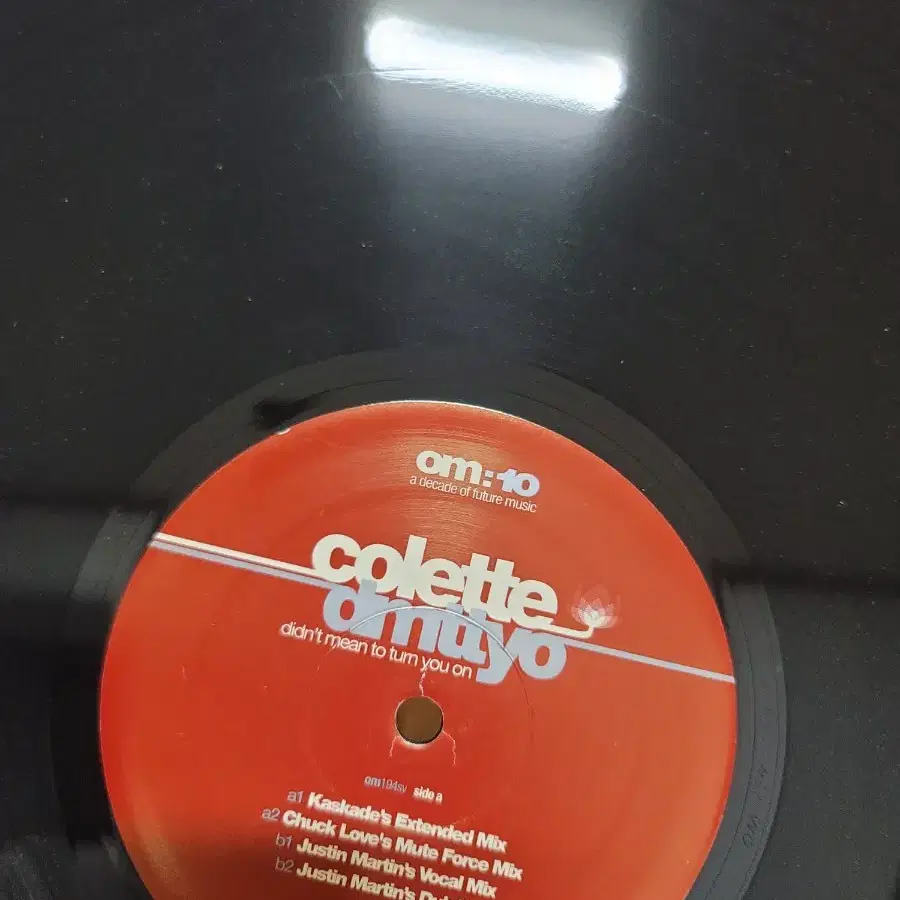 om:10
a decade of future music
colette
dmttyo
didn't mean to turn you on
om194sv side a
a1 Kaskade's Extended Mix
a2 Chuck Love's Mute Force Mix
b1 Justin Martin's Vocal Mix
b2 Justin Martin's